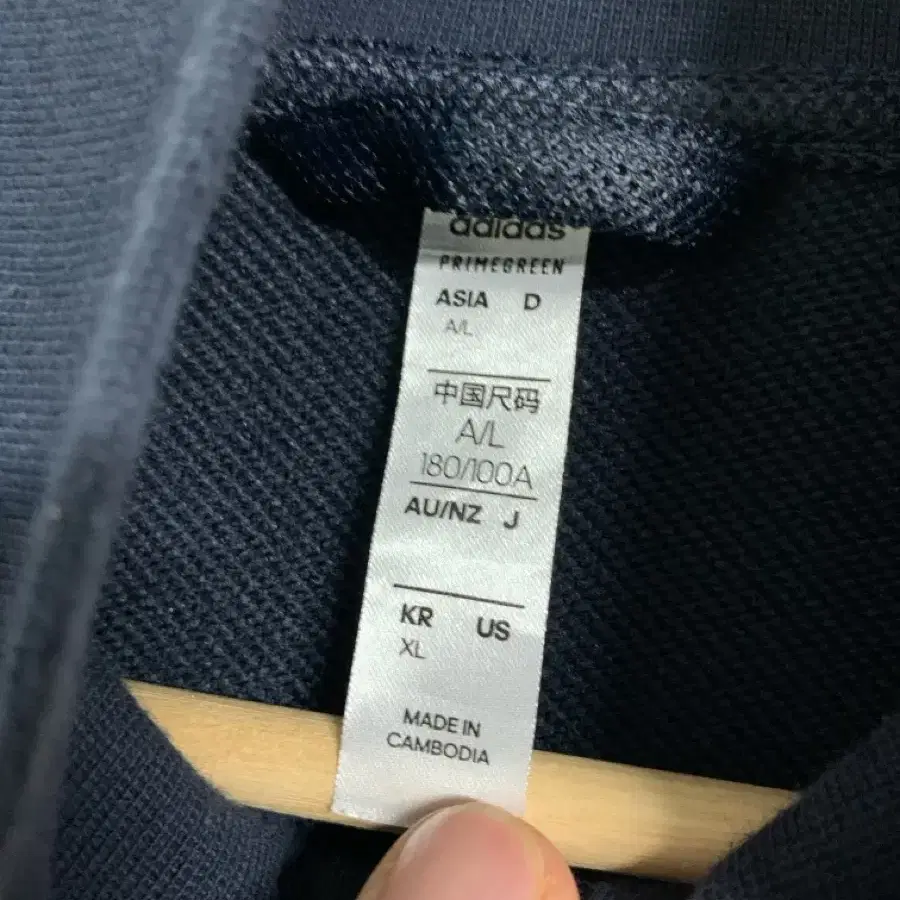 adidas
PRIMEGREEN
ASIA D
A/L
中国尺码
A/L
180/100A
AU/NZ J
KR US
XL
MADE IN
CAMBODIA